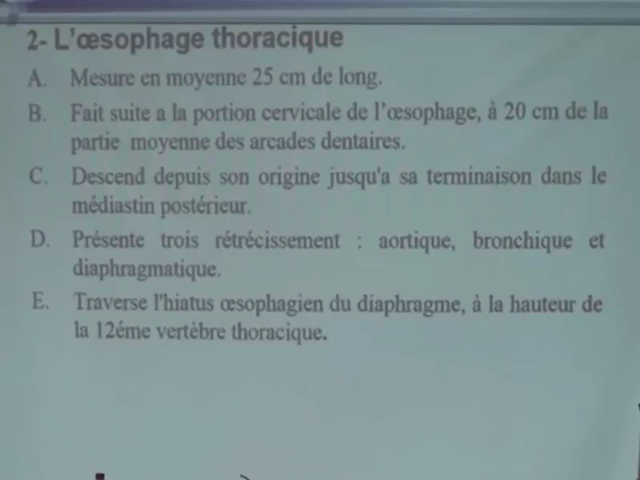 2- L'œsophage thoracique
A. Mesure en moyenne 25 cm de long.
B. Fait suite a la portion cervicale de l'œsophage, à 20 cm de la
partie moyenne des arcades dentaires.
C. Descend depuis son origine jusqu'a sa terminaison dans le
médiastin postérieur.
D. Présente trois rétrécissement : aortique, bronchique et
diaphragmatique.
E. Traverse l'hiatus œsophagien du diaphragme, à la hauteur de
la 12éme vertèbre thoracique.